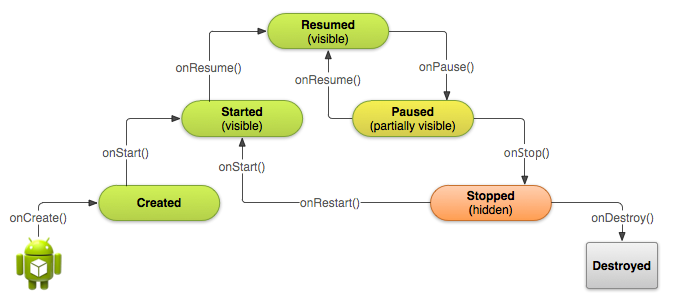 Resumed
(visible)
onResume()
onPause()
onResume()
Started
(visible)
Paused
(partially visible)
onStart()
onStop()
onStart()
Created
Stopped
(hidden)
onRestart()
onCreate()
onDestroy()
Destroyed